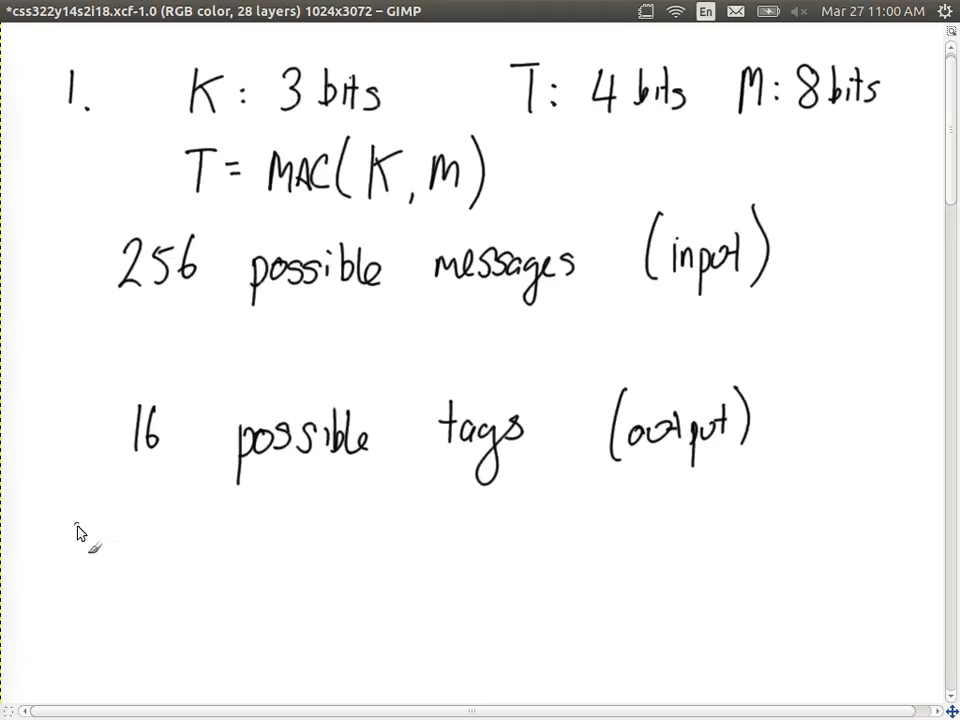 *css322y14s2i18.xcf-1.0 (RGB color, 28 layers) 1024x3072 – GIMP En Mar 27 11:00 AM
1. K: 3 bits T: 4 bits M: 8 bits
T = MAC(K, M)
256 possible messages (input)
16 possible tags (output)